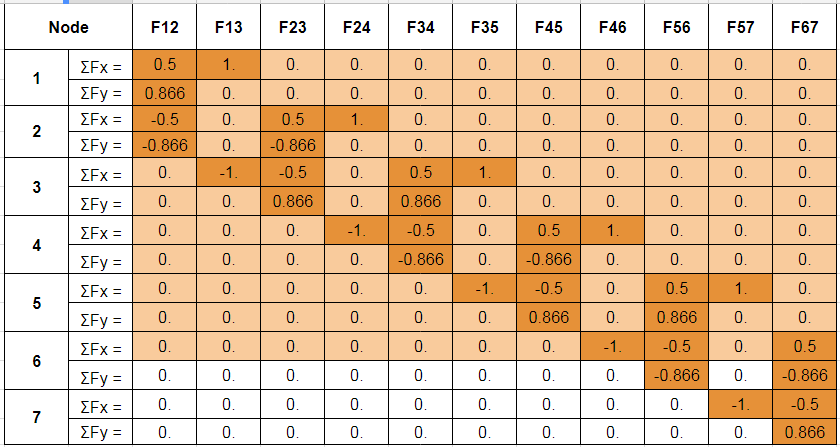 Node F12 F13 F23 F24 F34 F35 F45 F46 F56 F57 F67
1 ΣFx = 0.5 1. 0. 0. 0. 0. 0. 0. 0. 0. 0.
ΣFy = 0.866 0. 0. 0. 0. 0. 0. 0. 0. 0. 0.
2 ΣFx = -0.5 0. 0.5 1. 0. 0. 0. 0. 0. 0. 0.
ΣFy = -0.866 0. -0.866 0. 0. 0. 0. 0. 0. 0. 0.
3 ΣFx = 0. -1. -0.5 0. 0.5 1. 0. 0. 0. 0. 0.
ΣFy = 0. 0. 0.866 0. 0.866 0. 0. 0. 0. 0. 0.
4 ΣFx = 0. 0. 0. -1. -0.5 0. 0.5 1. 0. 0. 0.
ΣFy = 0. 0. 0. 0. -0.866 0. -0.866 0. 0. 0. 0.
5 ΣFx = 0. 0. 0. 0. 0. -1. -0.5 0. 0.5 1. 0.
ΣFy = 0. 0. 0. 0. 0. 0. 0.866 0. 0.866 0. 0.
6 ΣFx = 0. 0. 0. 0. 0. 0. 0. -1. -0.5 0. 0.5
ΣFy = 0. 0. 0. 0. 0. 0. 0. 0. -0.866 0. -0.866
7 ΣFx = 0. 0. 0. 0. 0. 0. 0. 0. 0. -1. -0.5
ΣFy = 0. 0. 0. 0. 0. 0. 0. 0. 0. 0. 0.866